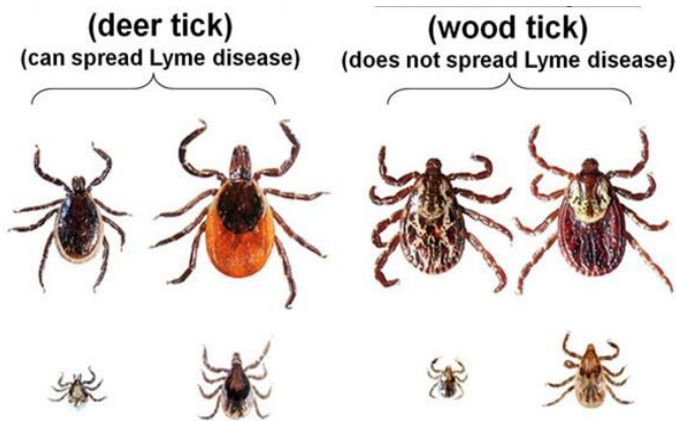 (deer tick)
(can spread Lyme disease)
(wood tick)
(does not spread Lyme disease)